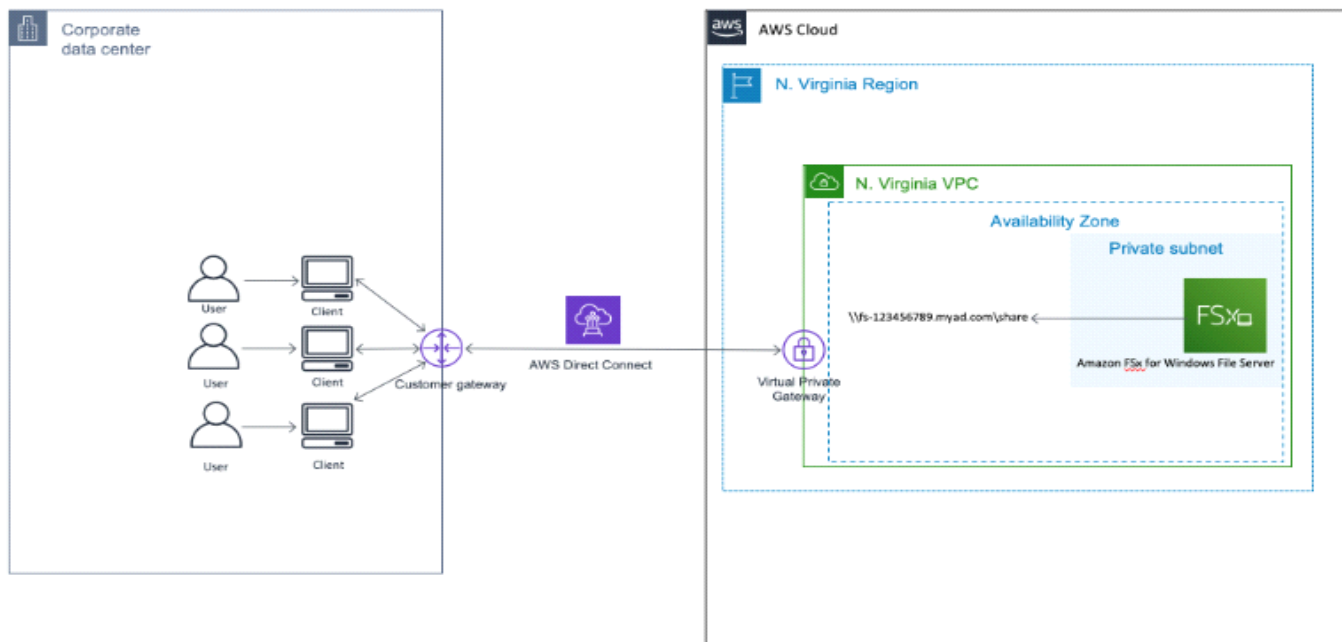 Corporate
data center
aws
AWS Cloud
N. Virginia Region
N. Virginia VPC
Availability Zone
Private subnet
FSx
\\fs-123456789.myad.com\share
Amazon FSx for Windows File Server
User
Client
User
Client
User
Client
Customer gateway
AWS Direct Connect
Virtual Private
Gateway